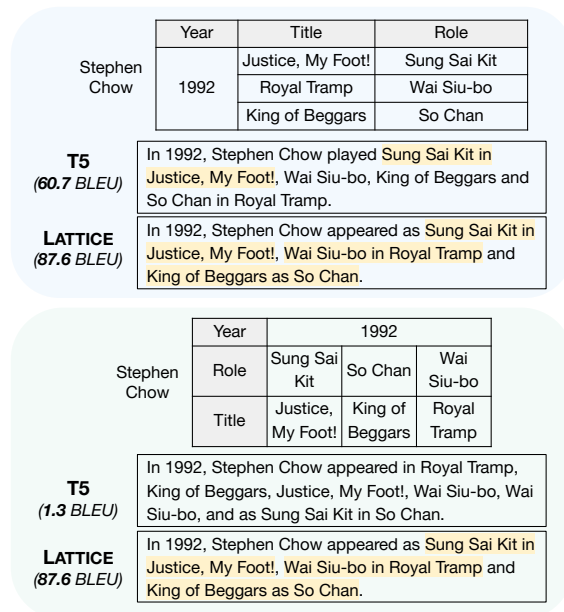 Year Title Role
Stephen Chow
1992
Justice, My Foot! Sung Sai Kit
Royal Tramp Wai Siu-bo
King of Beggars So Chan
T5
(60.7 BLEU)
In 1992, Stephen Chow played Sung Sai Kit in
Justice, My Foot!, Wai Siu-bo, King of Beggars and
So Chan in Royal Tramp.
LATTICE
(87.6 BLEU)
In 1992, Stephen Chow appeared as Sung Sai Kit in
Justice, My Foot!, Wai Siu-bo in Royal Tramp and
King of Beggars as So Chan.
Year 1992
Stephen
Chow
Role
Sung Sai
Kit
So Chan
Wai
Siu-bo
Title
Justice,
My Foot!
King of
Beggars
Royal
Tramp
T5
(1.3 BLEU)
In 1992, Stephen Chow appeared in Royal Tramp,
King of Beggars, Justice, My Foot!, Wai Siu-bo, Wai
Siu-bo, and as Sung Sai Kit in So Chan.
LATTICE
(87.6 BLEU)
In 1992, Stephen Chow appeared as Sung Sai Kit in
Justice, My Foot!, Wai Siu-bo in Royal Tramp and
King of Beggars as So Chan.